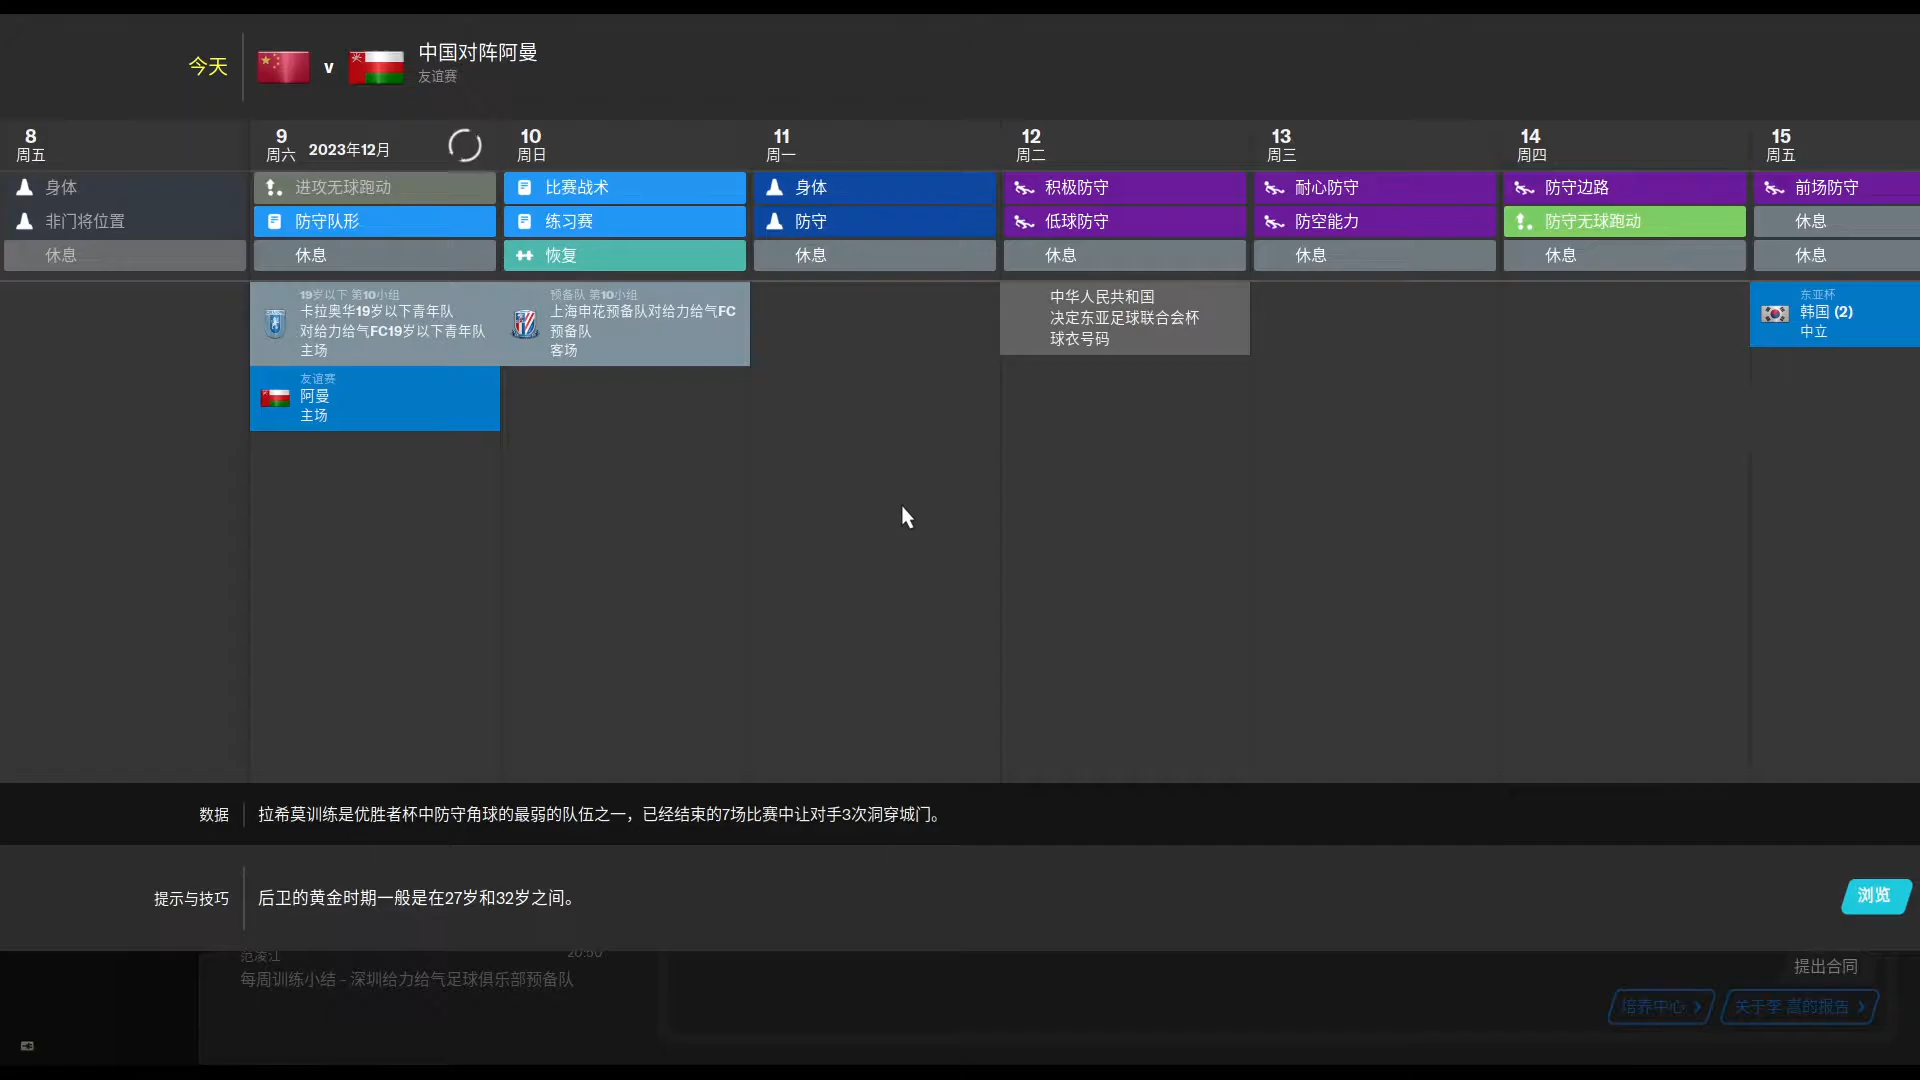 今天
v
中国对阵阿曼
友谊赛
8
周五
9
周六
2023年12月
10
周日
11
周一
12
周二
13
周三
14
周四
15
周五
身体
进攻无球跑动
比赛战术
身体
积极防守
耐心防守
防守边路
前场防守
非门将位置
防守队形
练习赛
防守
低球防守
防空能力
防守无球跑动
休息
休息
休息
恢复
休息
休息
休息
休息
休息
19岁以下 第10小组
卡拉奥华19岁以下青年队
对给力给气FC19岁以下青年队
主场
预备队 第10小组
上海申花预备队对给力给气FC
预备队
客场
中华人民共和国
决定东亚足球联合会杯
球衣号码
东亚杯
韩国 (2)
中立
友谊赛
阿曼
主场
数据
拉希莫训练是优胜者杯中防守角球的最弱的队伍之一，已经结束的7场比赛中让对手3次洞穿城门。
提示与技巧
后卫的黄金时期一般是在27岁和32岁之间。
浏览
范凌江
20:50
每周训练小结 - 深圳给力给气足球俱乐部预备队
提出合同
培养中心
关于李嵩的报告